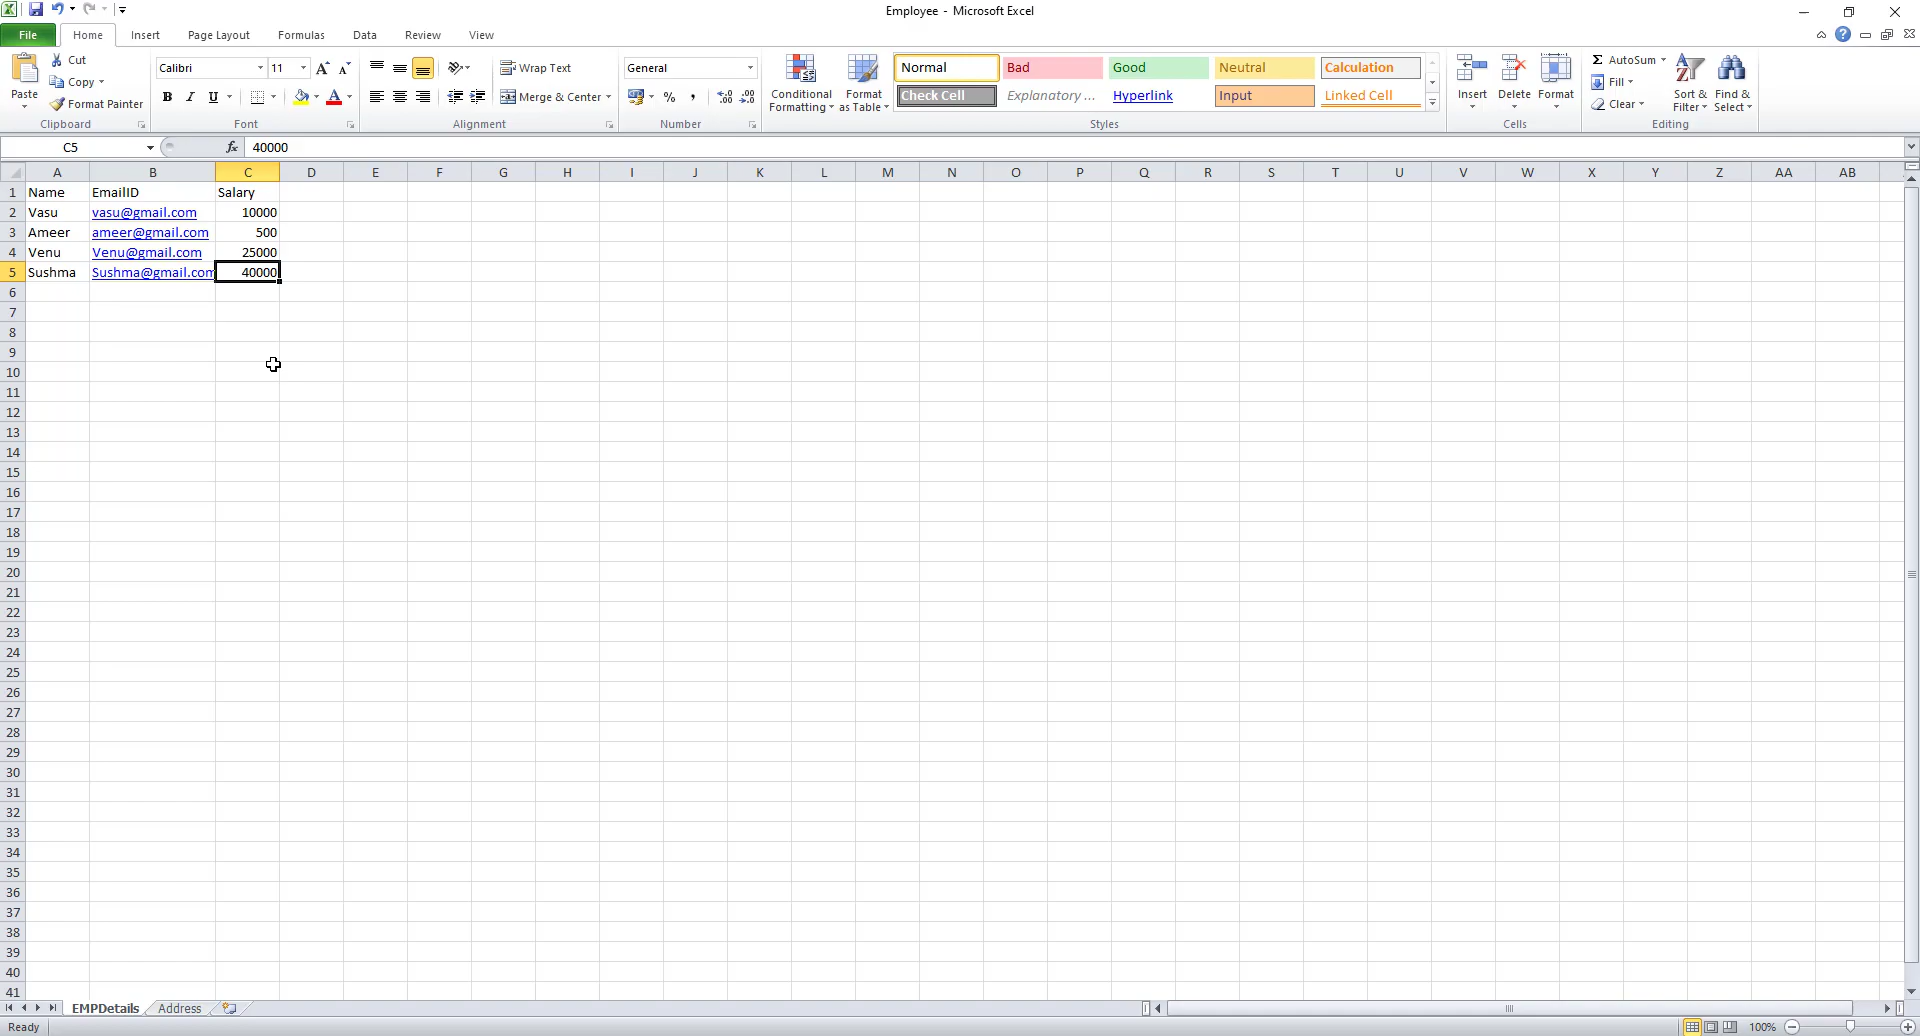 Employee - Microsoft Excel
File Home Insert Page Layout Formulas Data Review View
Paste Cut Copy Format Painter
Clipboard
Calibri 11 A A
B I U A
Font
Wrap Text
Merge & Center
Alignment
General
% ,
Number
Conditional Formatting
Format as Table
Normal Bad Good Neutral Calculation
Check Cell Explanatory ... Hyperlink Input Linked Cell
Styles
Insert Delete Format
Cells
Σ AutoSum
Fill
Clear
Sort & Filter
Find & Select
Editing
C5 fx 40000
A B C D E F G H I J K L M N O P Q R S T U V W X Y Z AA AB
1 Name EmailID Salary
2 Vasu vasu@gmail.com 10000
3 Ameer ameer@gmail.com 500
4 Venu Venu@gmail.com 25000
5 Sushma Sushma@gmail.com 40000
6
7
8
9
10
11
12
13
14
15
16
17
18
19
20
21
22
23
24
25
26
27
28
29
30
31
32
33
34
35
36
37
38
39
40
41
EMPDetails Address
Ready 100%